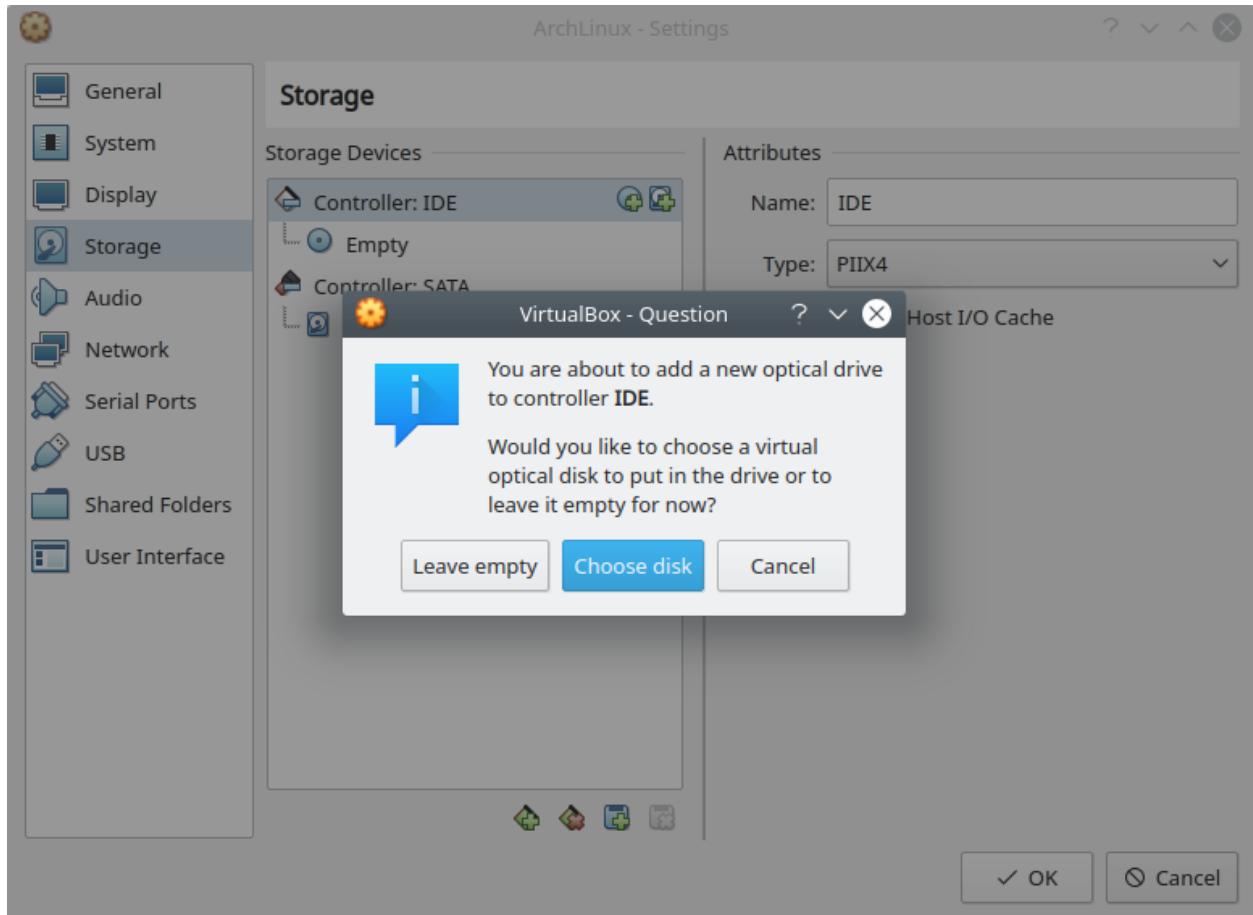 ArchLinux - Settings
General
System
Display
Storage
Audio
Network
Serial Ports
USB
Shared Folders
User Interface
Storage
Storage Devices
Controller: IDE
Empty
Controller: SATA
Attributes
Name: IDE
Type: PIIX4
Host I/O Cache
VirtualBox - Question
You are about to add a new optical drive
to controller IDE.
Would you like to choose a virtual
optical disk to put in the drive or to
leave it empty for now?
Leave empty
Choose disk
Cancel
OK
Cancel